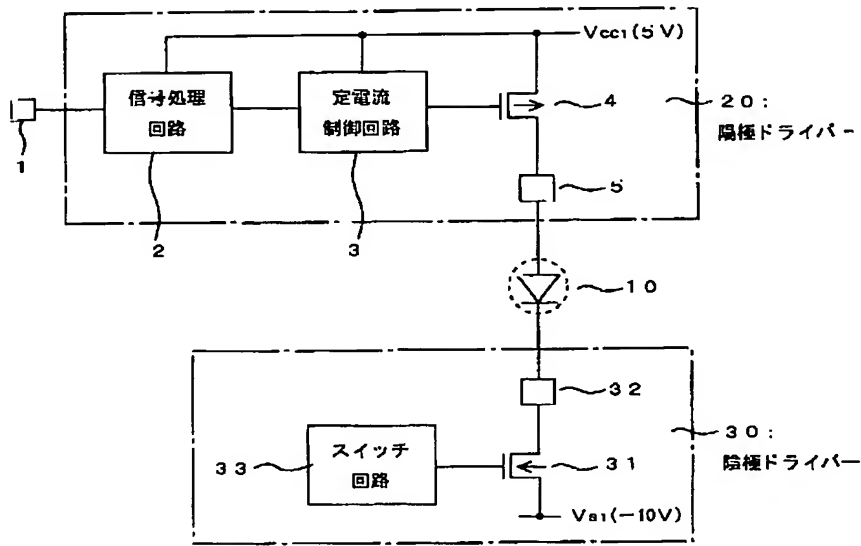 Vcc1(5V)
信号処理
回路
定電流
制御回路
4
20:
陽極ドライバー
1
2
3
5
10
32
33
スイッチ
回路
31
30:
陰極ドライバー
Vs1(−10V)